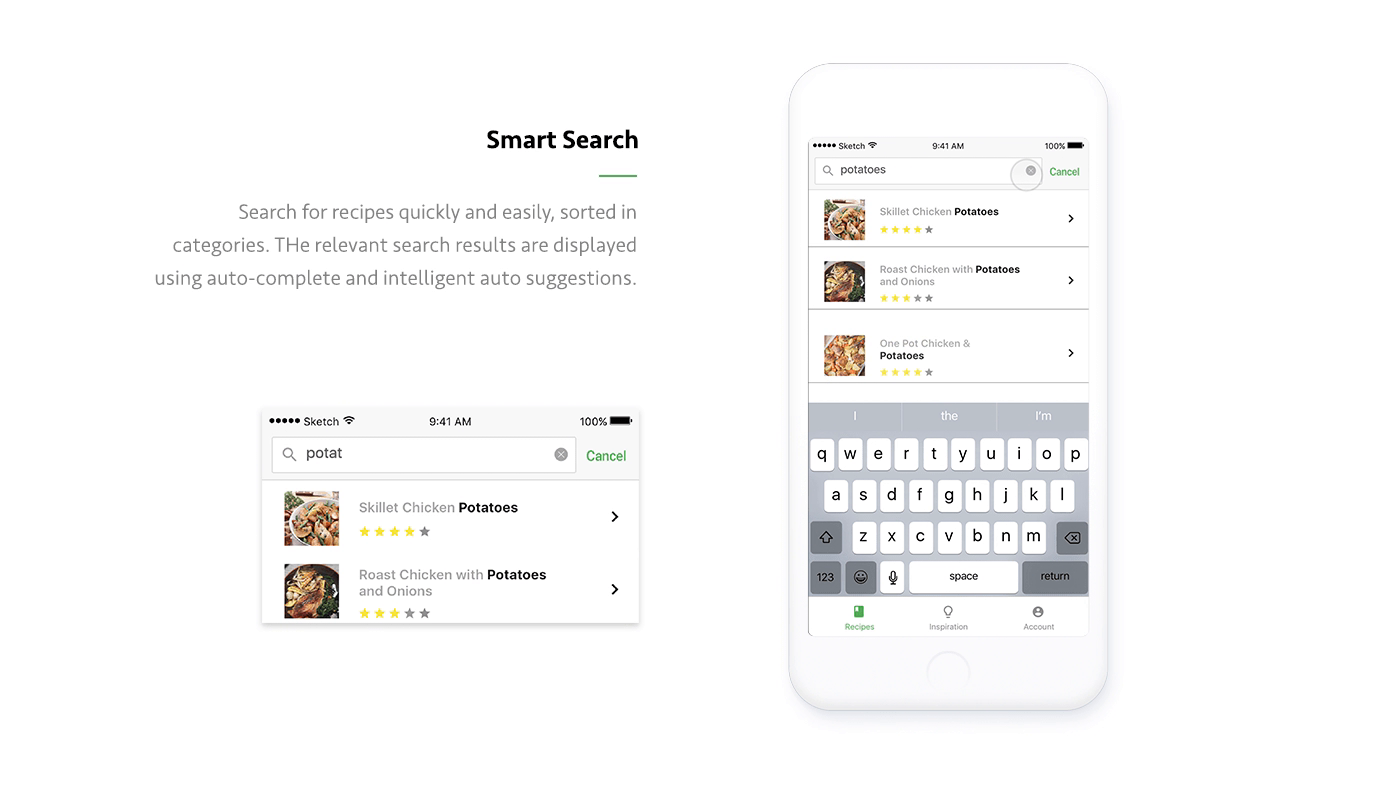 Smart Search
Search for recipes quickly and easily, sorted in
categories. THe relevant search results are displayed
using auto-complete and intelligent auto suggestions.
Sketch 9:41 AM 100%
potat Cancel
Skillet Chicken Potatoes
Roast Chicken with Potatoes
and Onions
Sketch 9:41 AM 100%
potatoes Cancel
Skillet Chicken Potatoes
Roast Chicken with Potatoes
and Onions
One Pot Chicken &
Potatoes
I the I'm
q w e r t y u i o p
a s d f g h j k l
z x c v b n m
123 space return
Recipes Inspiration Account